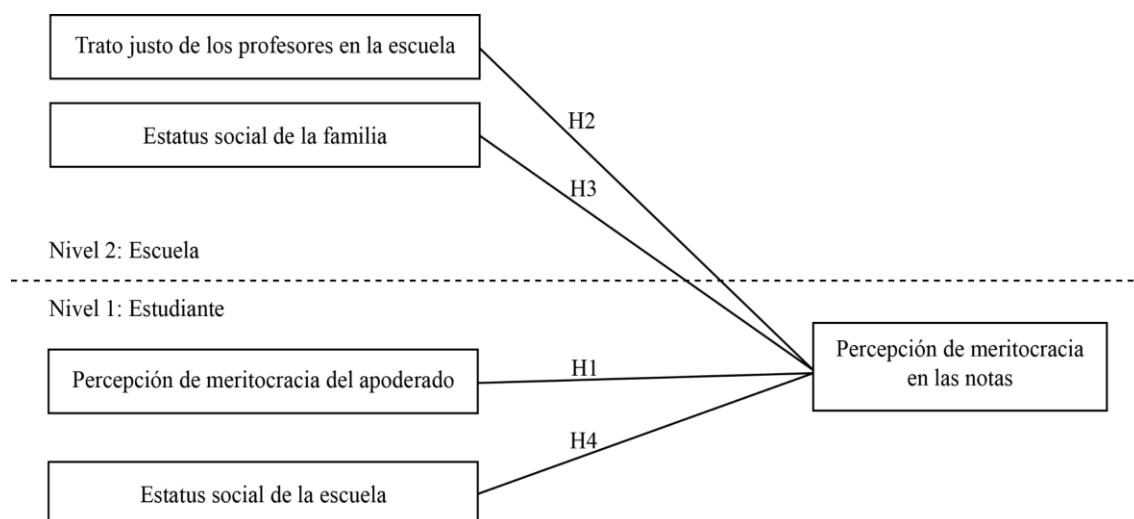 Trato justo de los profesores en la escuela
H2
Estatus social de la familia
H3
Nivel 2: Escuela
Nivel 1: Estudiante
Percepción de meritocracia
en las notas
Percepción de meritocracia del apoderado
H1
H4
Estatus social de la escuela